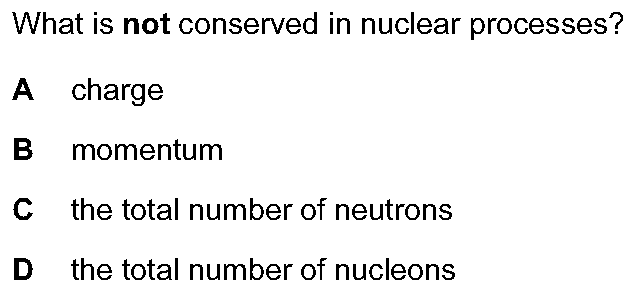 What is not conserved in nuclear processes?
A charge
B momentum
C the total number of neutrons
D the total number of nucleons